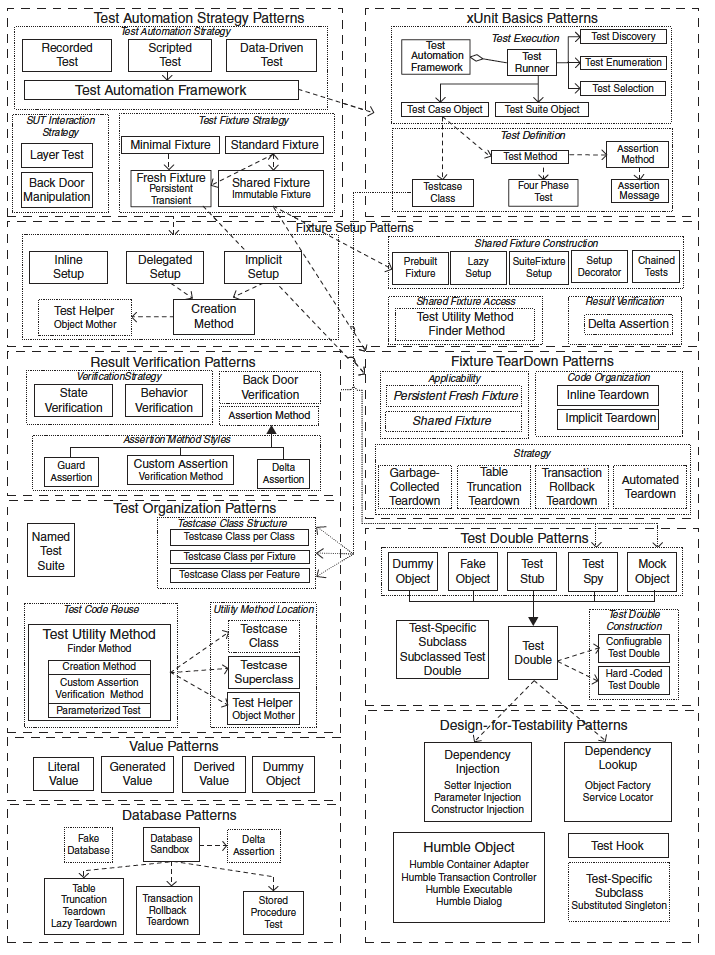 Test Automation Strategy Patterns
Test Automation Strategy
Recorded
Test
Scripted
Test
Data-Driven
Test
Test Automation Framework
SUT Interaction
Strategy
Layer Test
Back Door
Manipulation
Test Fixture Strategy
Minimal Fixture
Standard Fixture
Fresh Fixture
Persistent
Transient
Shared Fixture
Immutable Fixture
xUnit Basics Patterns
Test Execution
Test
Automation
Framework
Test
Runner
Test Discovery
Test Enumeration
Test Selection
Test Case Object
Test Suite Object
Test Definition
Test Method
Assertion
Method
Testcase
Class
Four Phase
Test
Assertion
Message
Fixture Setup Patterns
Inline
Setup
Delegated
Setup
Implicit
Setup
Test Helper
Object Mother
Creation
Method
Shared Fixture Construction
Prebuilt
Fixture
Lazy
Setup
SuiteFixture
Setup
Setup
Decorator
Chained
Tests
Shared Fixture Access
Test Utility Method
Finder Method
Result Verification
Delta Assertion
Result Verification Patterns
VerificationStrategy
State
Verification
Behavior
Verification
Back Door
Verification
Assertion Method
Assertion Method Styles
Guard
Assertion
Custom Assertion
Verification Method
Delta
Assertion
Fixture TearDown Patterns
Applicability
Persistent Fresh Fixture
Shared Fixture
Code Organization
Inline Teardown
Implicit Teardown
Strategy
Garbage-
Collected
Teardown
Table
Truncation
Teardown
Transaction
Rollback
Teardown
Automated
Teardown
Test Organization Patterns
Named
Test
Suite
Testcase Class Structure
Testcase Class per Class
Testcase Class per Fixture
Testcase Class per Feature
Test Code Reuse
Test Utility Method
Finder Method
Creation Method
Custom Assertion
Verification Method
Parameterized Test
Utility Method Location
Testcase
Class
Testcase
Superclass
Test Helper
Object Mother
Test Double Patterns
Dummy
Object
Fake
Object
Test
Stub
Test
Spy
Mock
Object
Test-Specific
Subclass
Subclassed Test
Double
Test
Double
Test Double
Construction
Confiugrable
Test Double
Hard -Coded
Test Double
Value Patterns
Literal
Value
Generated
Value
Derived
Value
Dummy
Object
Design-for-Testability Patterns
Dependency
Injection
Setter Injection
Parameter Injection
Constructor Injection
Dependency
Lookup
Object Factory
Service Locator
Humble Object
Humble Container Adapter
Humble Transaction Controller
Humble Executable
Humble Dialog
Test Hook
Test-Specific
Subclass
Substituted Singleton
Database Patterns
Fake
Database
Database
Sandbox
Delta
Assertion
Table
Truncation
Teardown
Lazy Teardown
Transaction
Rollback
Teardown
Stored
Procedure
Test